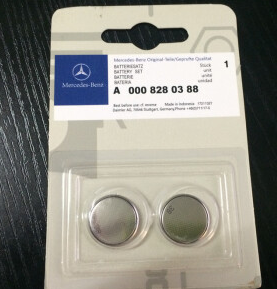 Mercedes-Benz Original-Teile/Geprüfte Qualität
BATTERIESATZ Stück 1
BATTERY SET unit
BATTERIE unité
BATERIA unidad
Mercedes-Benz
A 000 828 03 88
Made in Indonesia
Daimler AG, Stuttgart, Germany